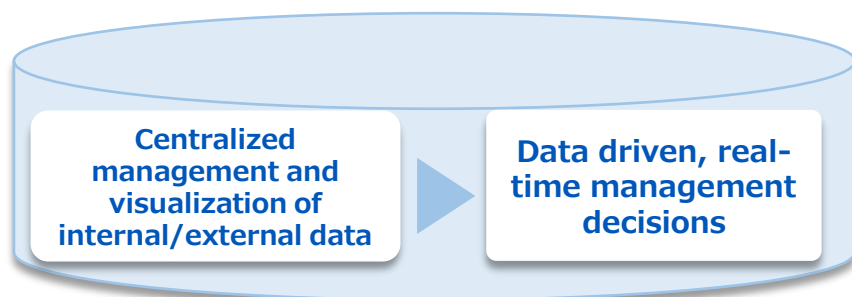 Centralized
management and
visualization of
internal/external data
Data driven, real-
time management
decisions